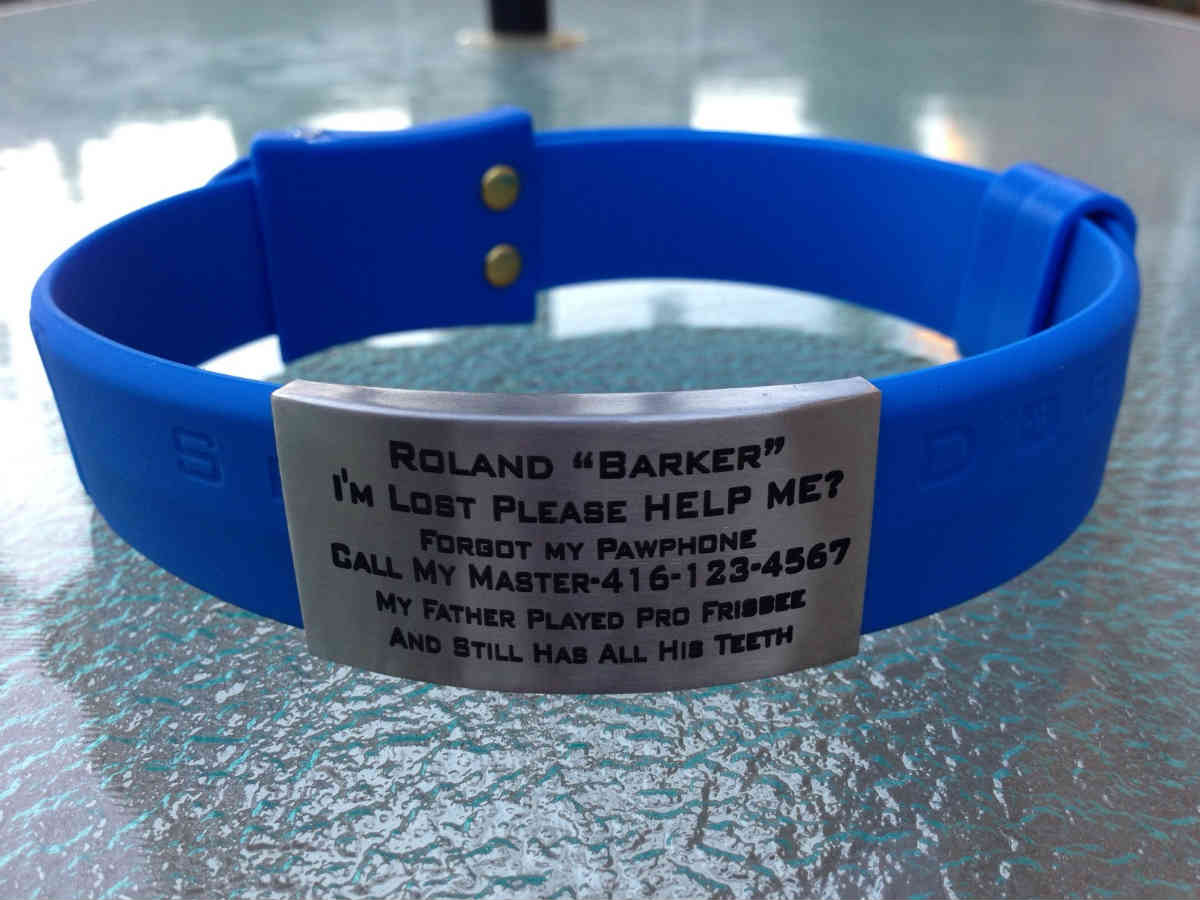 Roland "Barker"
I'm Lost Please HELP ME?
Forgot my Pawphone
Call My Master-416-123-4567
My Father Played Pro Frisbee
And Still Has All His Teeth